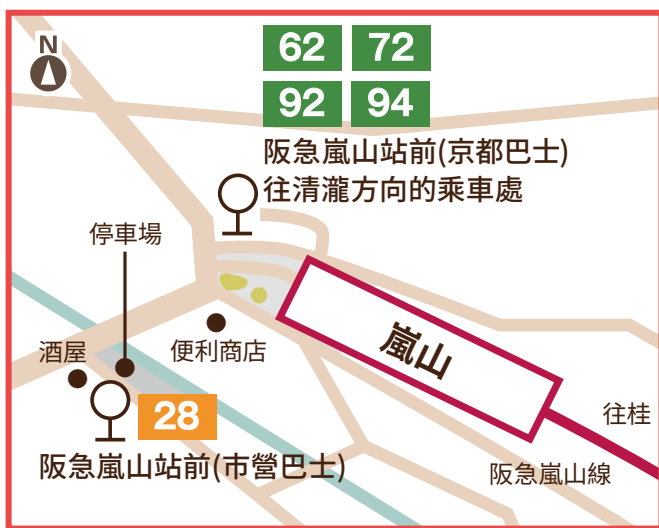 N
62 72
92 94
阪急嵐山站前(京都巴士)
往清瀧方向的乘車處
停車場
酒屋
便利商店
嵐山
28
往桂
阪急嵐山站前(市營巴士)
阪急嵐山線